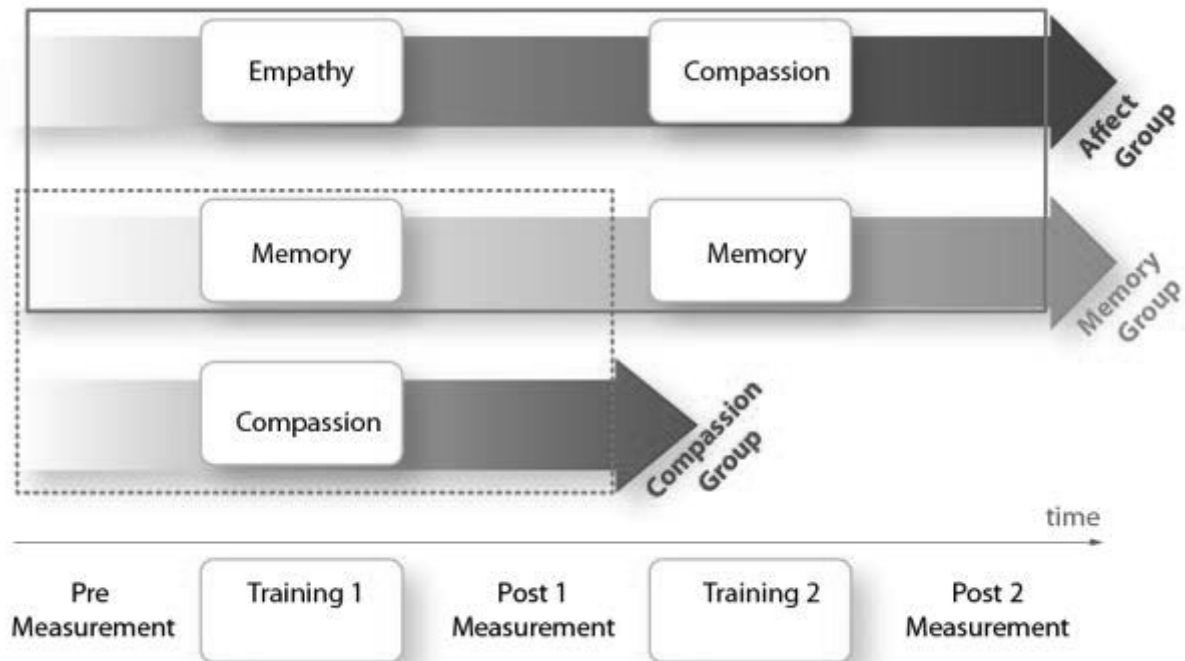 Empathy
Compassion
Affect
Group
Memory
Memory
Memory
Group
Compassion
Compassion
Group
time
Pre
Measurement
Training 1
Post 1
Measurement
Training 2
Post 2
Measurement